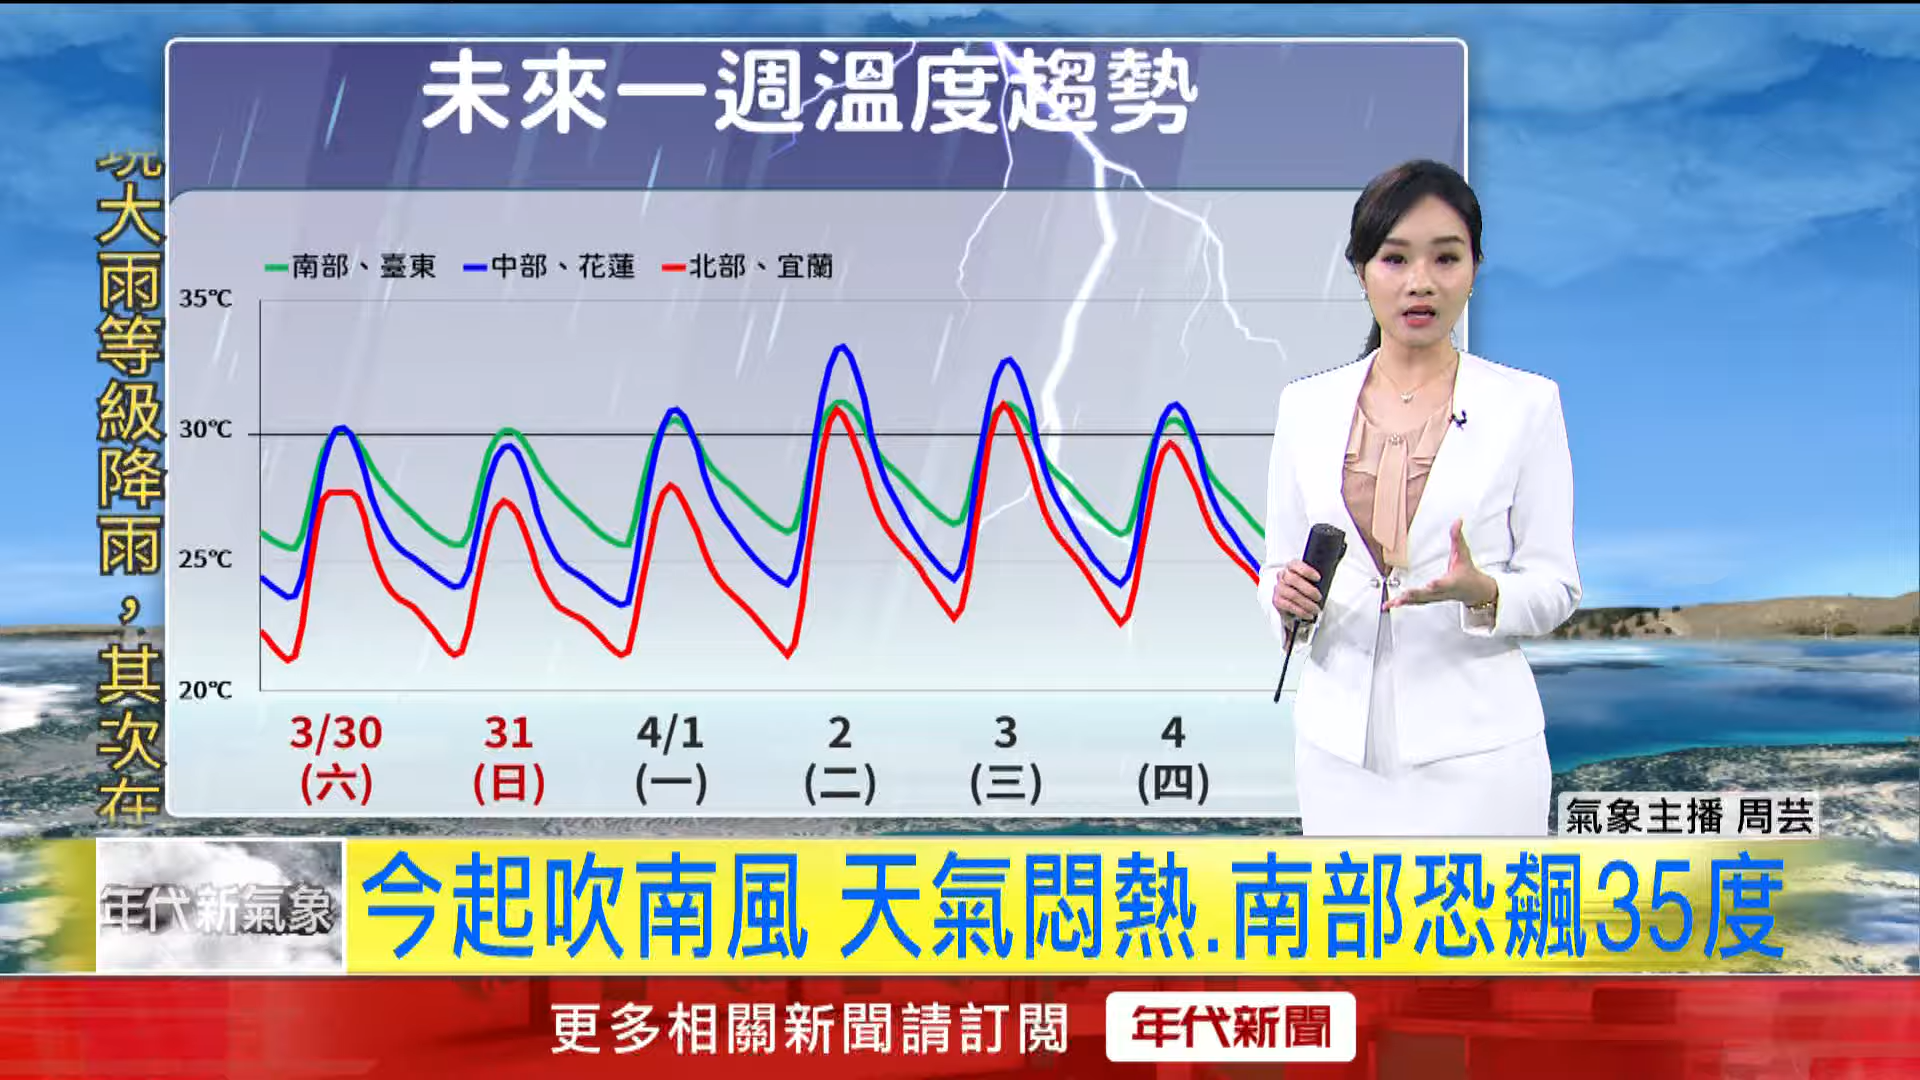 未來一週溫度趨勢
境大雨等級降雨，其次在
南部、臺東 中部、花蓮 北部、宜蘭
35℃
30℃
25℃
20℃
3/30 31 4/1 2 3 4
(六) (日) (一) (二) (三) (四)
氣象主播 周芸
年代新氣象
今起吹南風 天氣悶熱.南部恐飆35度
更多相關新聞請訂閱 年代新聞